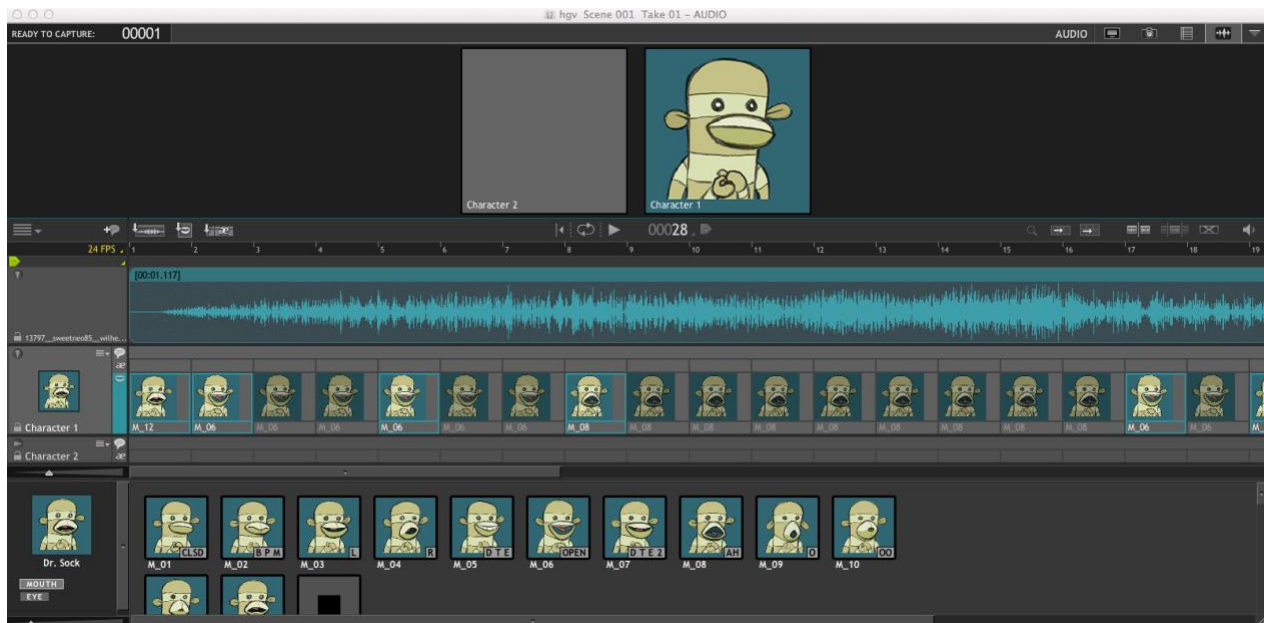 hgv Scene 001 Take 01 – AUDIO
READY TO CAPTURE: 00001 AUDIO
Character 2 Character 1
00028
24 FPS 1 2 3 4 5 6 7 8 9 10 11 12 13 14 15 16 17 18 19
[00:01.117]
13797__sweetneo85__wilhe...
æ
Character 1 M_12 M_06 M_06 M_06 M_06 M_06 M_06 M_08 M_08 M_08 M_08 M_08 M_08 M_08 M_08 M_08 M_06 M_06 M_
Character 2 æ
CLSD B P M L R D T E OPEN D T E 2 AH O OO
Dr. Sock M_01 M_02 M_03 M_04 M_05 M_06 M_07 M_08 M_09 M_10
MOUTH
EYE